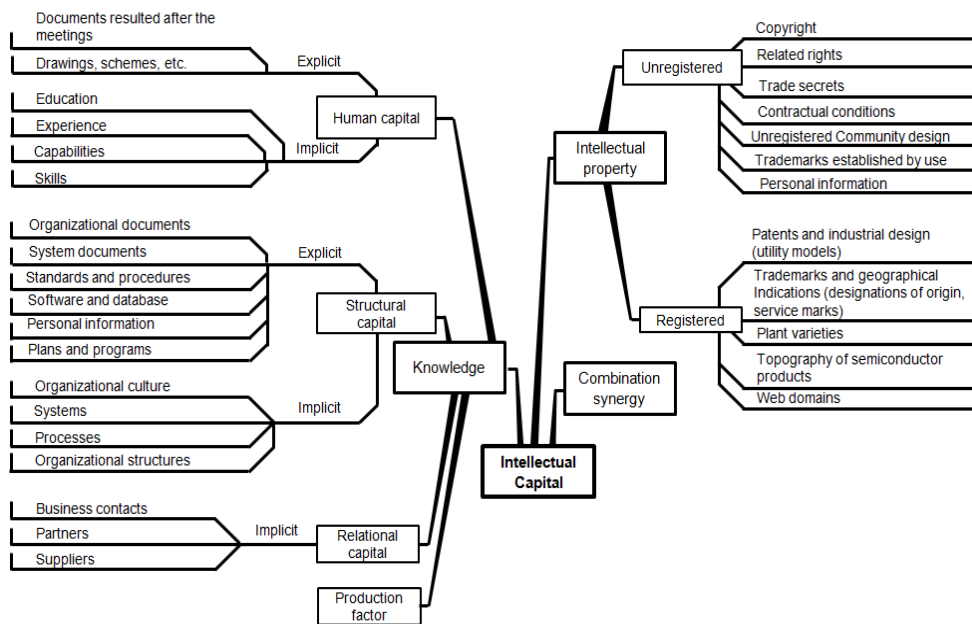 Documents resulted after the
meetings
Drawings, schemes, etc.
Explicit
Education
Experience
Capabilities
Skills
Implicit
Human capital
Organizational documents
System documents
Standards and procedures
Software and database
Personal information
Plans and programs
Explicit
Structural
capital
Organizational culture
Systems
Processes
Organizational structures
Implicit
Business contacts
Partners
Suppliers
Implicit
Relational
capital
Production
factor
Knowledge
Intellectual
Capital
Combination
synergy
Intellectual
property
Unregistered
Copyright
Related rights
Trade secrets
Contractual conditions
Unregistered Community design
Trademarks established by use
Personal information
Registered
Patents and industrial design
(utility models)
Trademarks and geographical
Indications (designations of origin,
service marks)
Plant varieties
Topography of semiconductor
products
Web domains